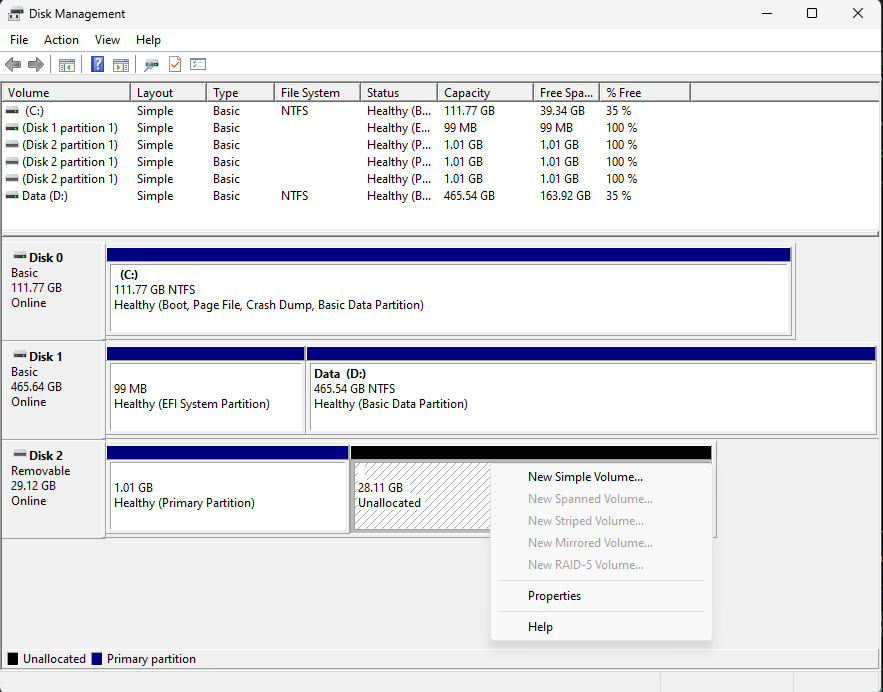 Disk Management
File Action View Help
Volume Layout Type File System Status Capacity Free Spa... % Free
(C:) Simple Basic NTFS Healthy (B... 111.77 GB 39.34 GB 35 %
(Disk 1 partition 1) Simple Basic Healthy (E... 99 MB 99 MB 100 %
(Disk 2 partition 1) Simple Basic Healthy (P... 1.01 GB 1.01 GB 100 %
(Disk 2 partition 1) Simple Basic Healthy (P... 1.01 GB 1.01 GB 100 %
(Disk 2 partition 1) Simple Basic Healthy (P... 1.01 GB 1.01 GB 100 %
Data (D:) Simple Basic NTFS Healthy (B... 465.54 GB 163.92 GB 35 %
Disk 0
Basic
111.77 GB
Online
(C:)
111.77 GB NTFS
Healthy (Boot, Page File, Crash Dump, Basic Data Partition)
Disk 1
Basic
465.64 GB
Online
99 MB
Healthy (EFI System Partition)
Data (D:)
465.54 GB NTFS
Healthy (Basic Data Partition)
Disk 2
Removable
29.12 GB
Online
1.01 GB
Healthy (Primary Partition)
28.11 GB
Unallocated
New Simple Volume...
New Spanned Volume...
New Striped Volume...
New Mirrored Volume...
New RAID-5 Volume...
Properties
Help
Unallocated Primary partition